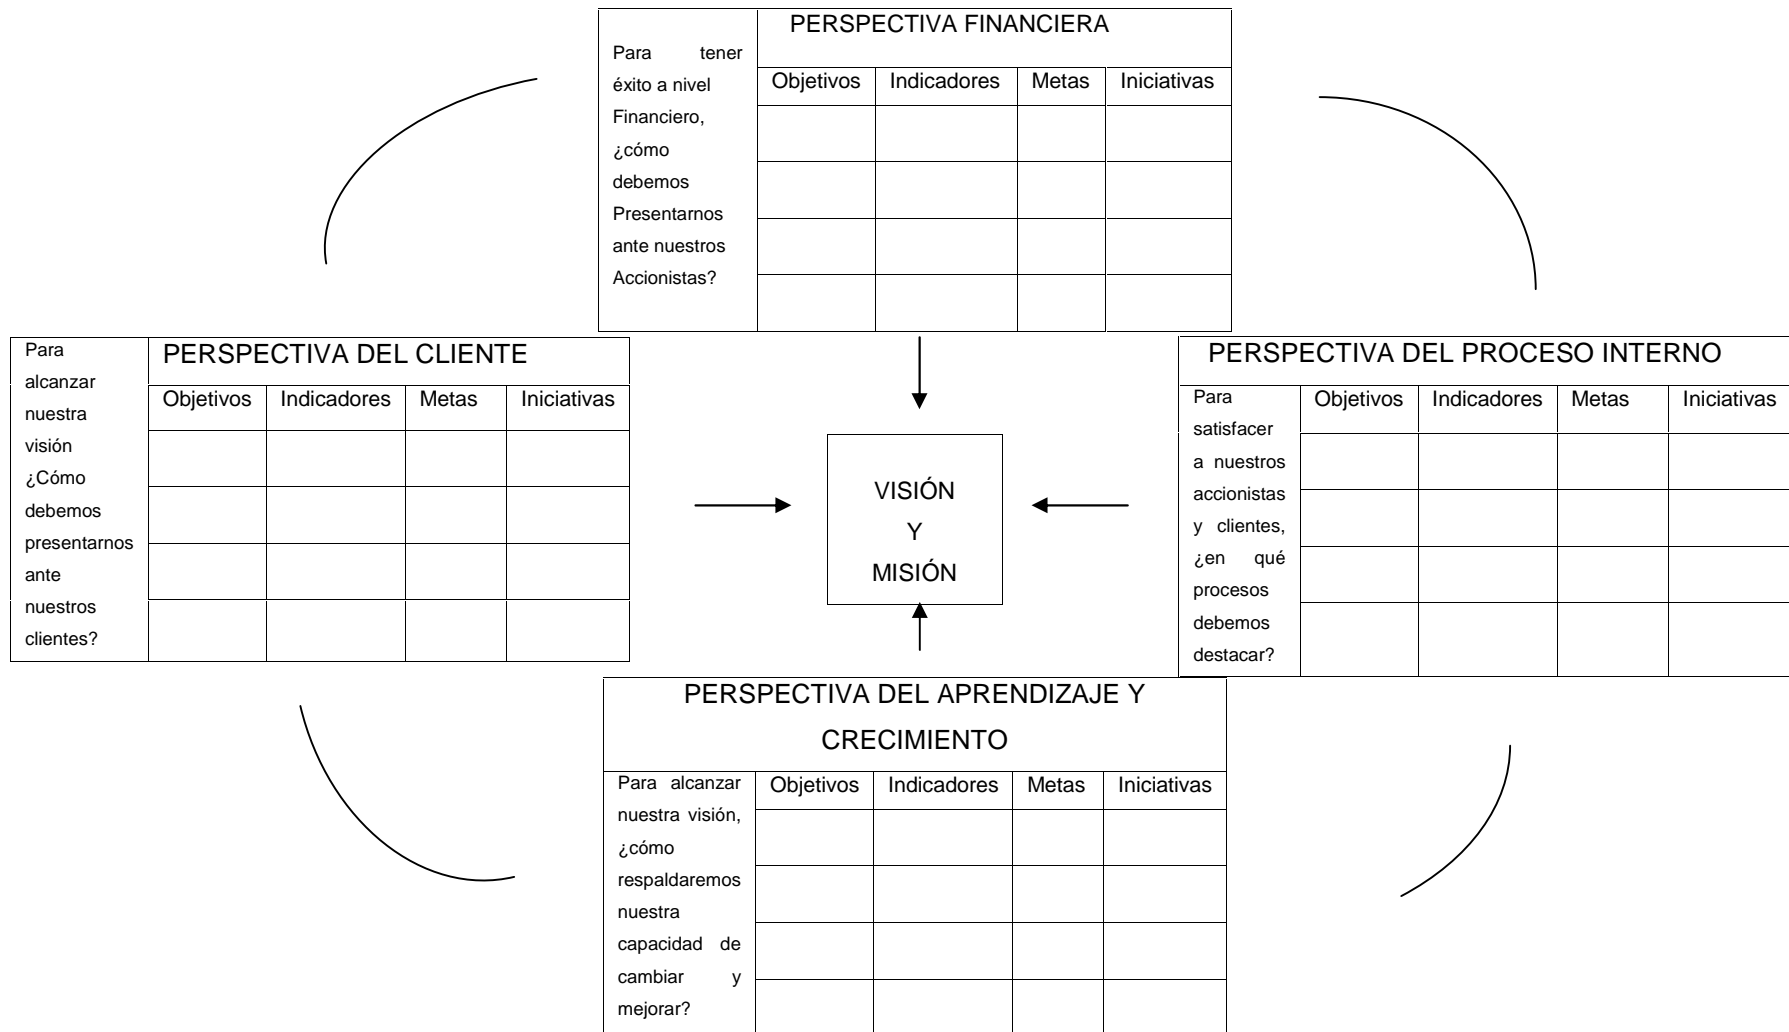 PERSPECTIVA FINANCIERA
Para tener
éxito a nivel
Financiero,
¿cómo
debemos
Presentarnos
ante nuestros
Accionistas?
Objetivos Indicadores Metas Iniciativas
PERSPECTIVA DEL CLIENTE
Para
alcanzar
nuestra
visión
¿Cómo
debemos
presentarnos
ante
nuestros
clientes?
Objetivos Indicadores Metas Iniciativas
VISIÓN
Y
MISIÓN
PERSPECTIVA DEL PROCESO INTERNO
Para
satisfacer
a nuestros
accionistas
y clientes,
¿en qué
procesos
debemos
destacar?
Objetivos Indicadores Metas Iniciativas
PERSPECTIVA DEL APRENDIZAJE Y
CRECIMIENTO
Para alcanzar
nuestra visión,
¿cómo
respaldaremos
nuestra
capacidad de
cambiar y
mejorar?
Objetivos Indicadores Metas Iniciativas